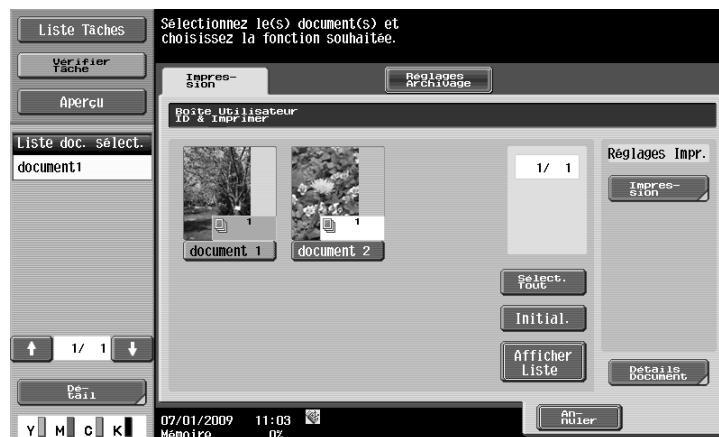 Liste Tâches
Sélectionnez le(s) document(s) et
choisissez la fonction souhaitée.
Vérifier
Tâche
Aperçu
Impres-
sion
Réglages
Archivage
Boîte Utilisateur
ID & Imprimer
Liste doc. sélect.
document1
1
document 1
1
document 2
1/ 1
Réglages Impr.
Impres-
sion
Sélect.
Tout
Initial.
Afficher
Liste
Détails
Document
1/ 1
Dé-
tail
An-
nuler
Y M C K
07/01/2009 11:03
Mémoire 0%